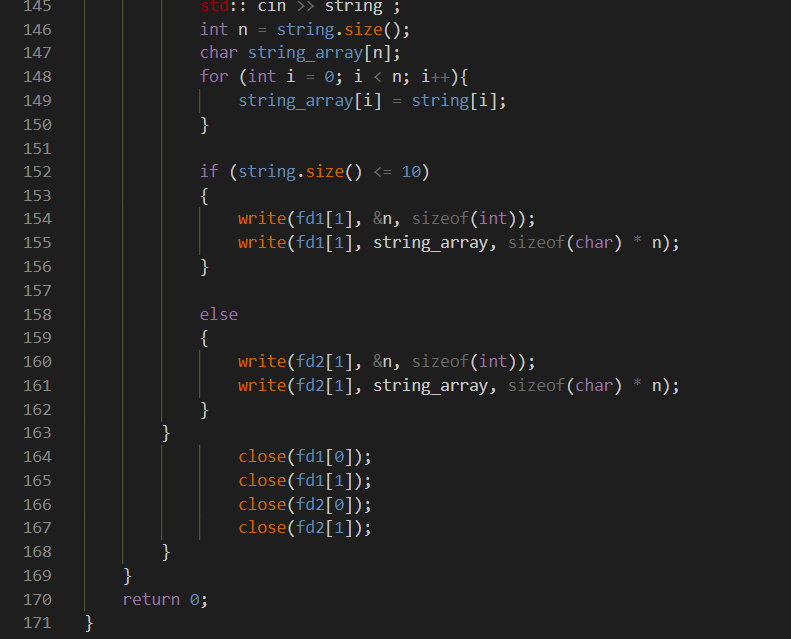 145 std:: cin >> string ;
146 int n = string.size();
147 char string_array[n];
148 for (int i = 0; i < n; i++){
149 string_array[i] = string[i];
150 }
151
152 if (string.size() <= 10)
153 {
154 write(fd1[1], &n, sizeof(int));
155 write(fd1[1], string_array, sizeof(char) * n);
156 }
157
158 else
159 {
160 write(fd2[1], &n, sizeof(int));
161 write(fd2[1], string_array, sizeof(char) * n);
162 }
163 }
164 close(fd1[0]);
165 close(fd1[1]);
166 close(fd2[0]);
167 close(fd2[1]);
168 }
169 }
170 return 0;
171 }